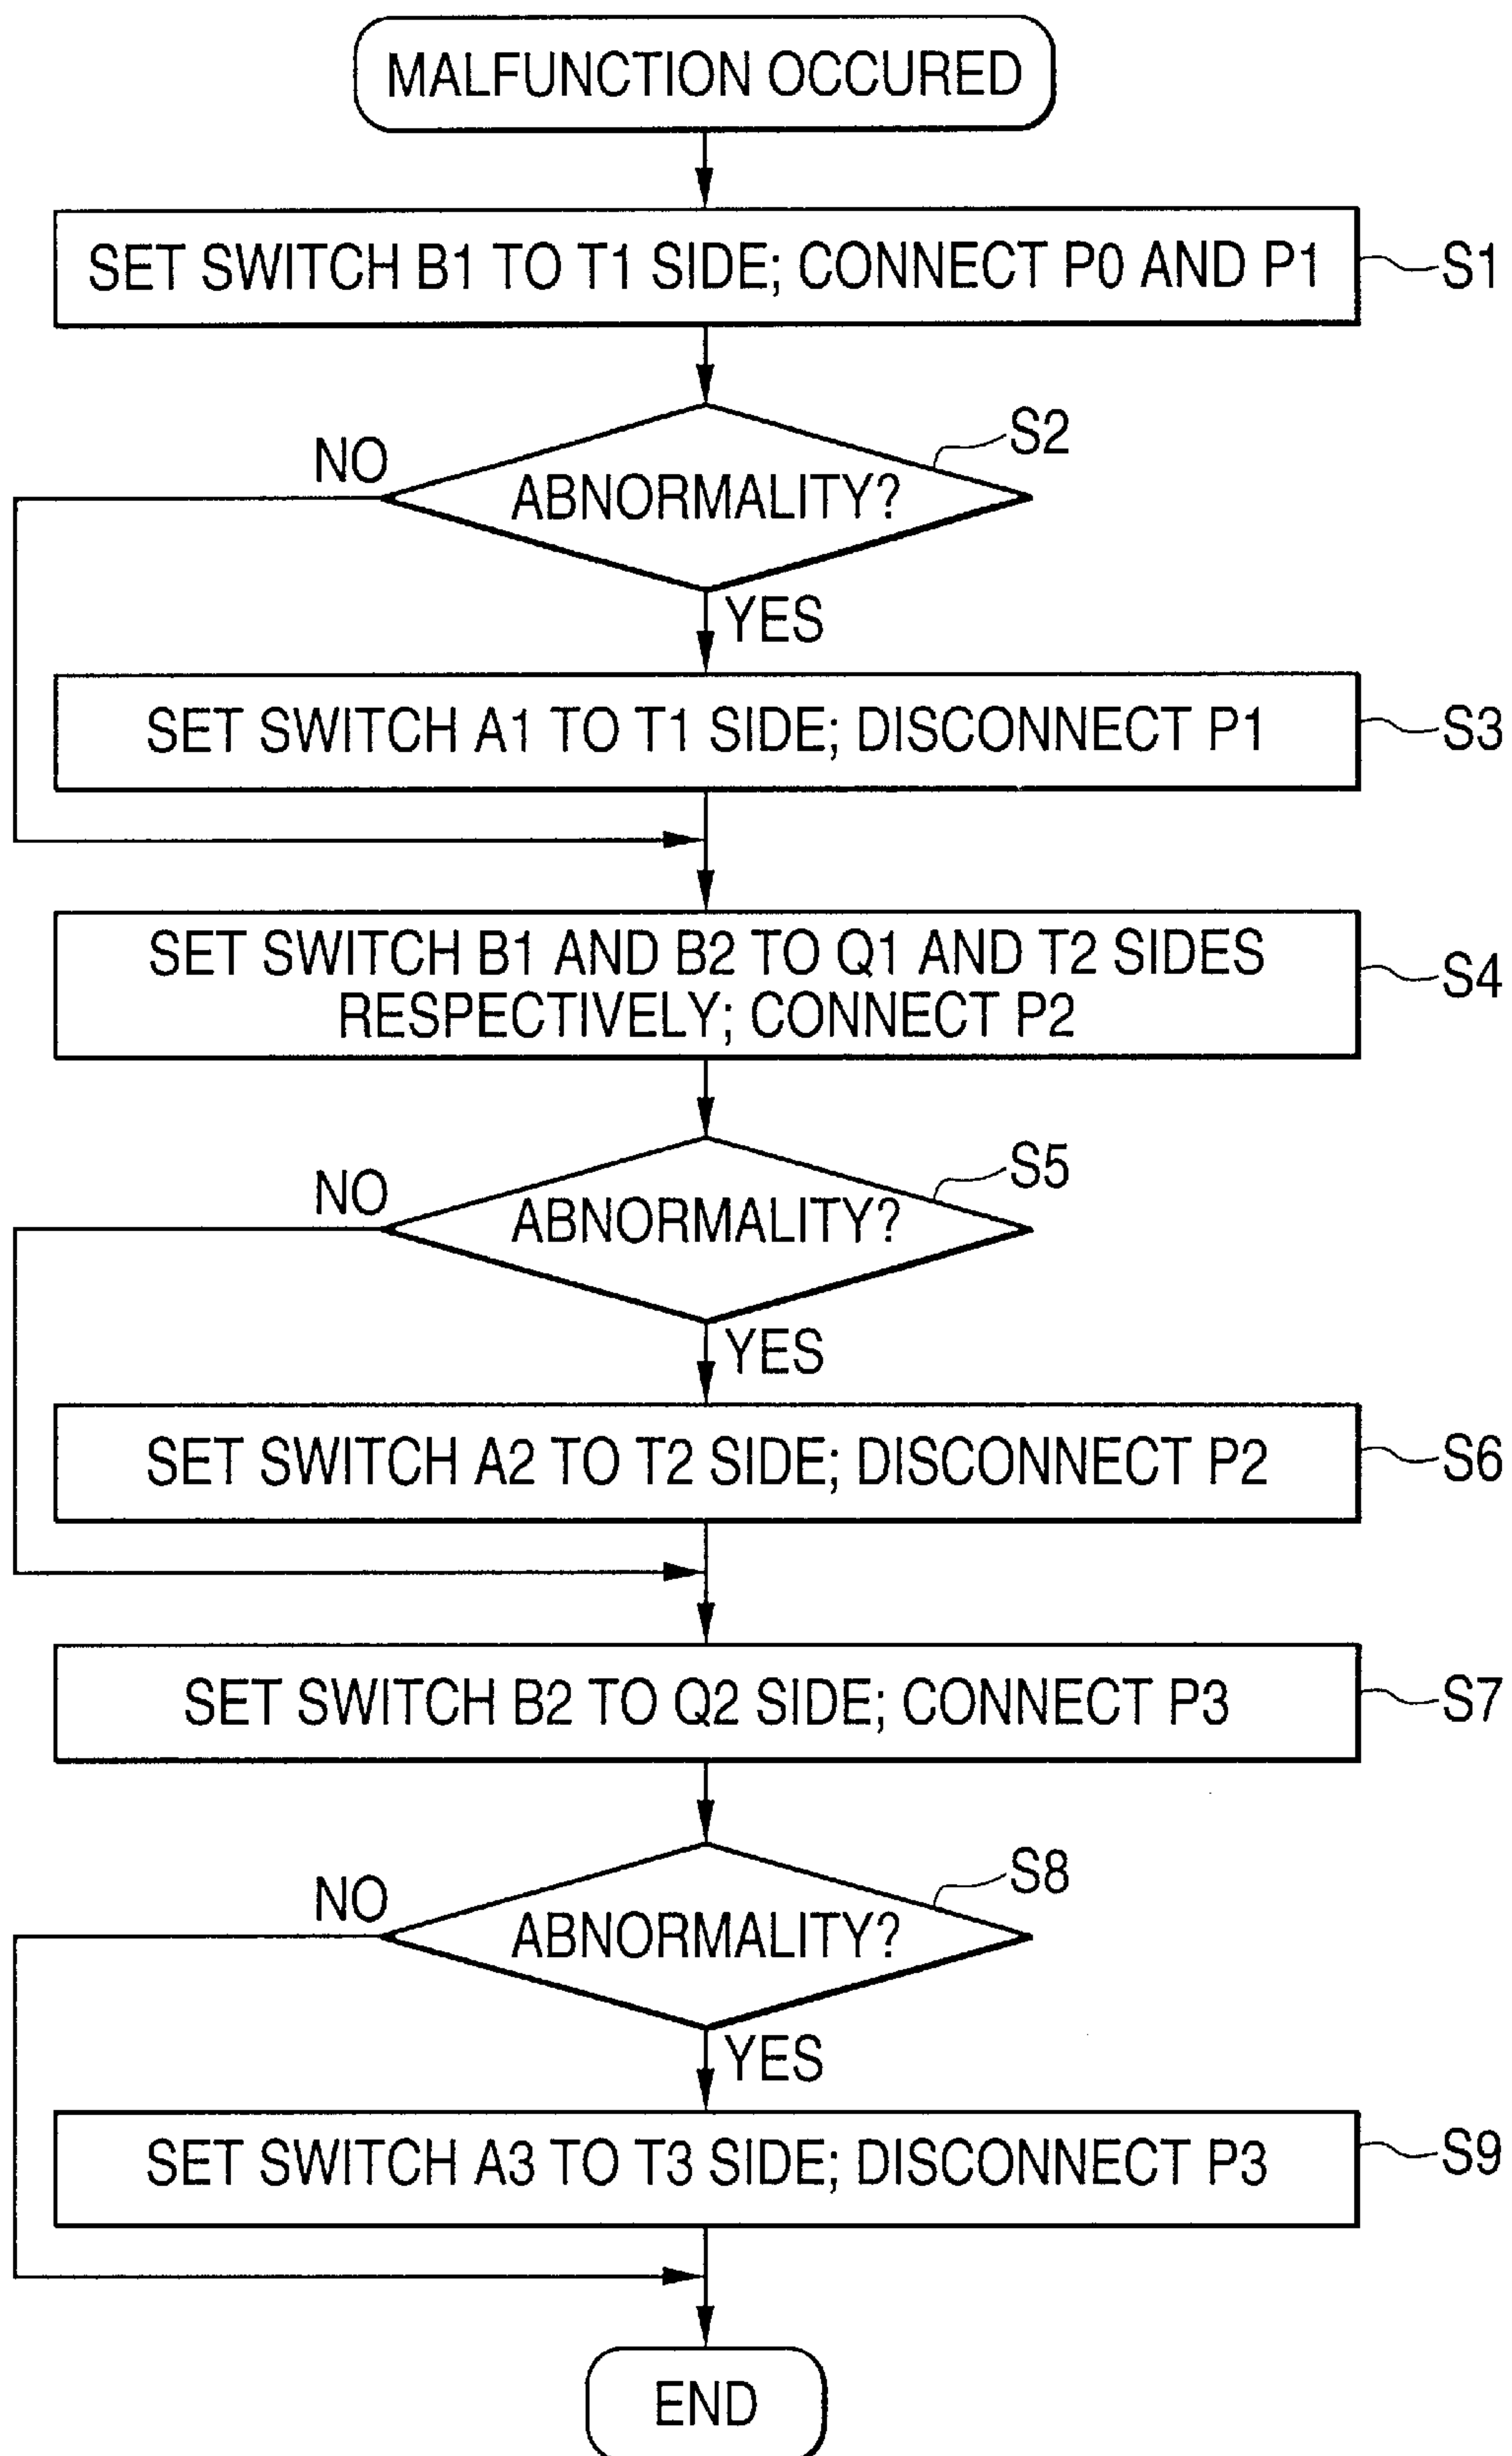 MALFUNCTION OCCURED
SET SWITCH B1 TO T1 SIDE; CONNECT P0 AND P1
S1
S2
NO
ABNORMALITY?
YES
SET SWITCH A1 TO T1 SIDE; DISCONNECT P1
S3
SET SWITCH B1 AND B2 TO Q1 AND T2 SIDES
RESPECTIVELY; CONNECT P2
S4
S5
NO
ABNORMALITY?
YES
SET SWITCH A2 TO T2 SIDE; DISCONNECT P2
S6
SET SWITCH B2 TO Q2 SIDE; CONNECT P3
S7
S8
NO
ABNORMALITY?
YES
SET SWITCH A3 TO T3 SIDE; DISCONNECT P3
S9
END